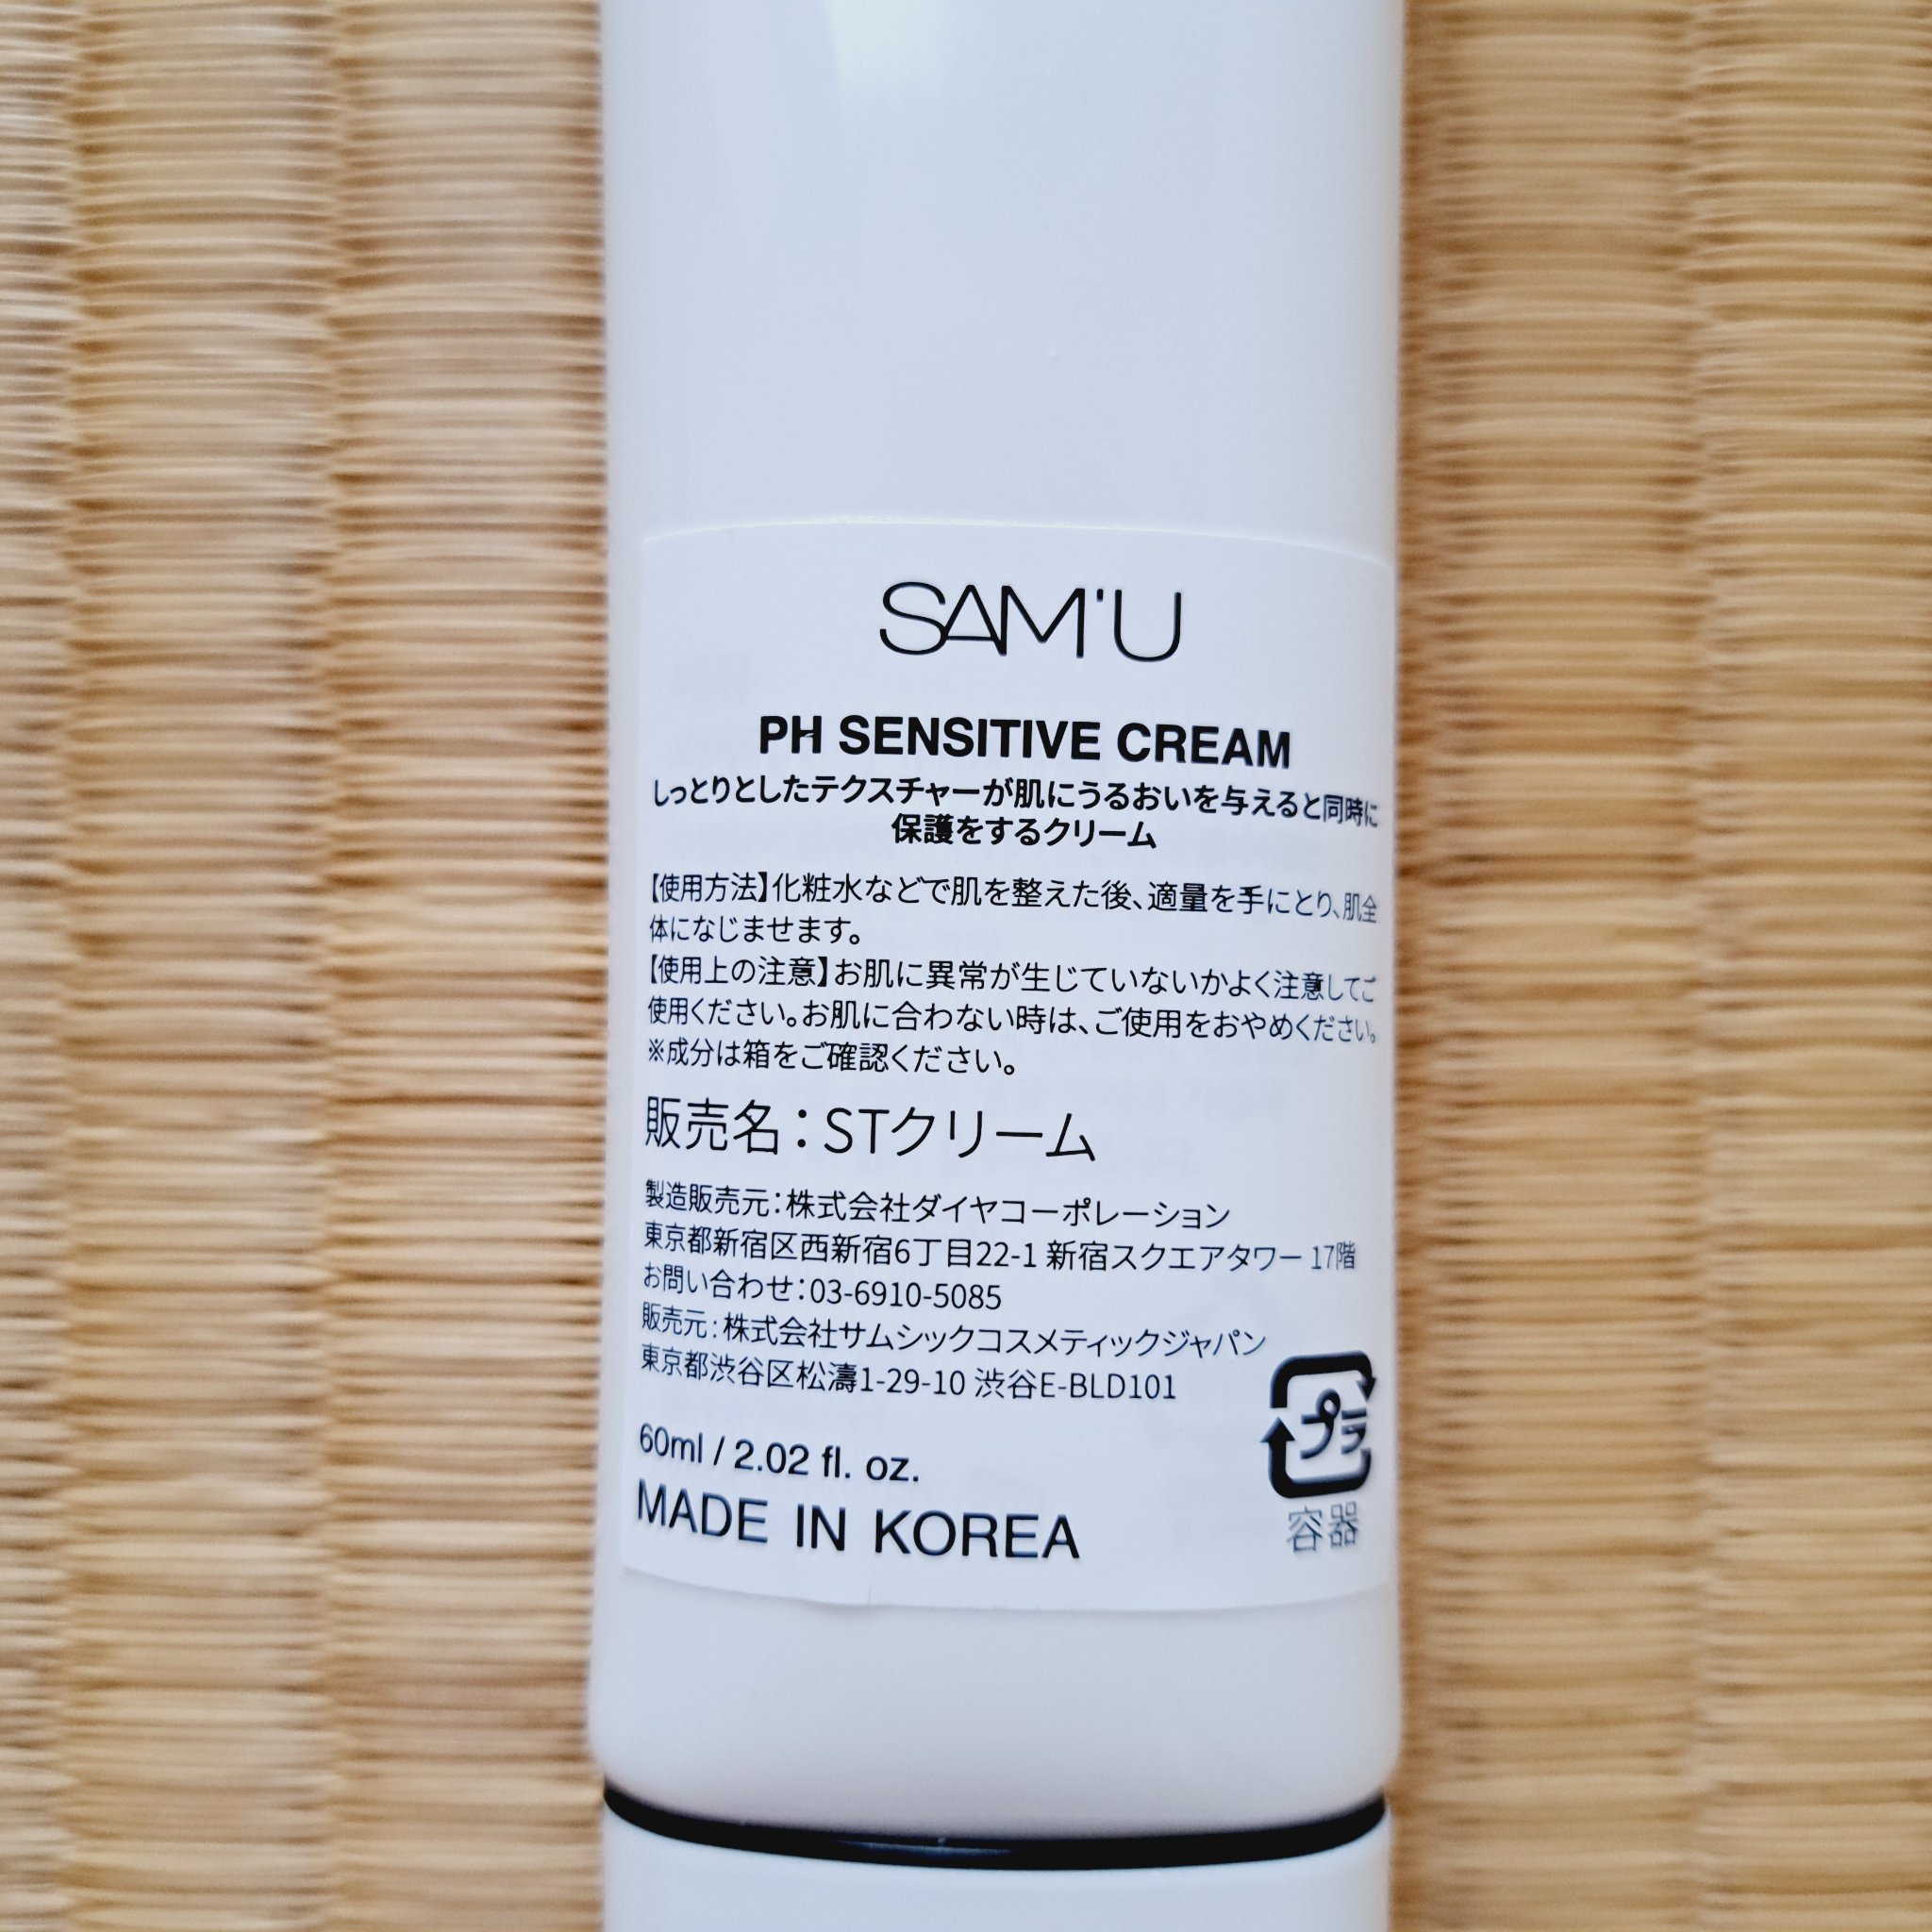 SAM'U
PH SENSITIVE CREAM
しっとりとしたテクスチャーが肌にうるおいを与えると同時に
保護をするクリーム
【使用方法】化粧水などで肌を整えた後、適量を手にとり、肌全
体になじませます。
【使用上の注意】お肌に異常が生じていないかよく注意してご
使用ください。お肌に合わない時は、ご使用をおやめください。
※成分は箱をご確認ください。
販売名：STクリーム
製造販売元：株式会社ダイヤコーポレーション
東京都新宿区西新宿6丁目22-1 新宿スクエアタワー 17階
お問い合わせ：03-6910-5085
販売元：株式会社サムシックコスメティックジャパン
東京都渋谷区松濤1-29-10 渋谷E-BLD101
プラ
容器
60ml / 2.02 fl. oz.
MADE IN KOREA